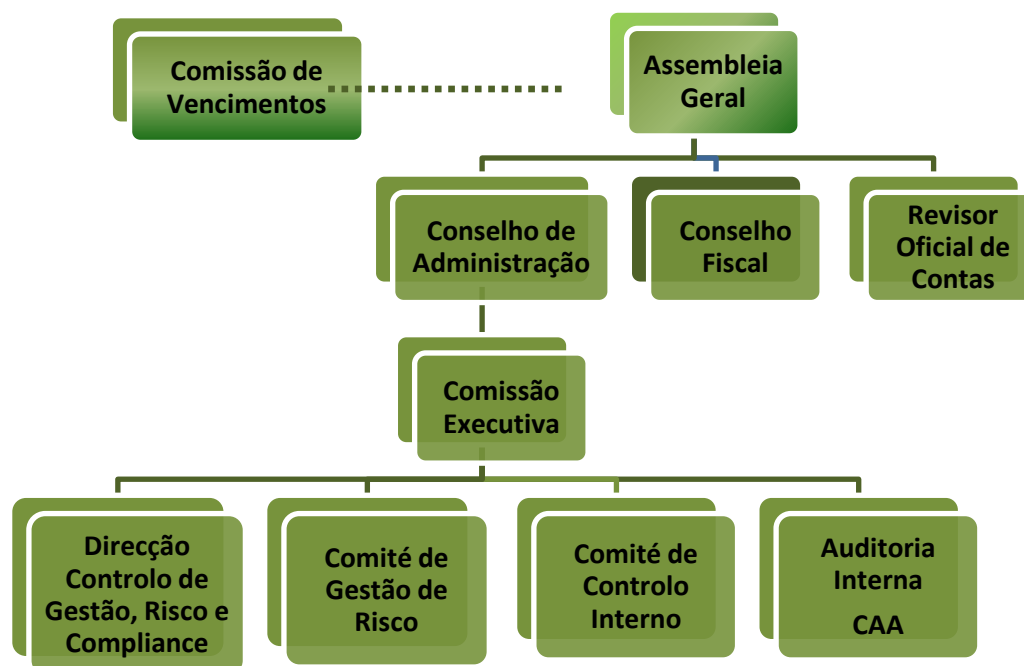 Comissão de
Vencimentos
Assembleia
Geral
Conselho de
Administração
Conselho
Fiscal
Revisor
Oficial de
Contas
Comissão
Executiva
Direcção
Controlo de
Gestão, Risco e
Compliance
Comité de
Gestão de
Risco
Comité de
Controlo
Interno
Auditoria
Interna
CAA